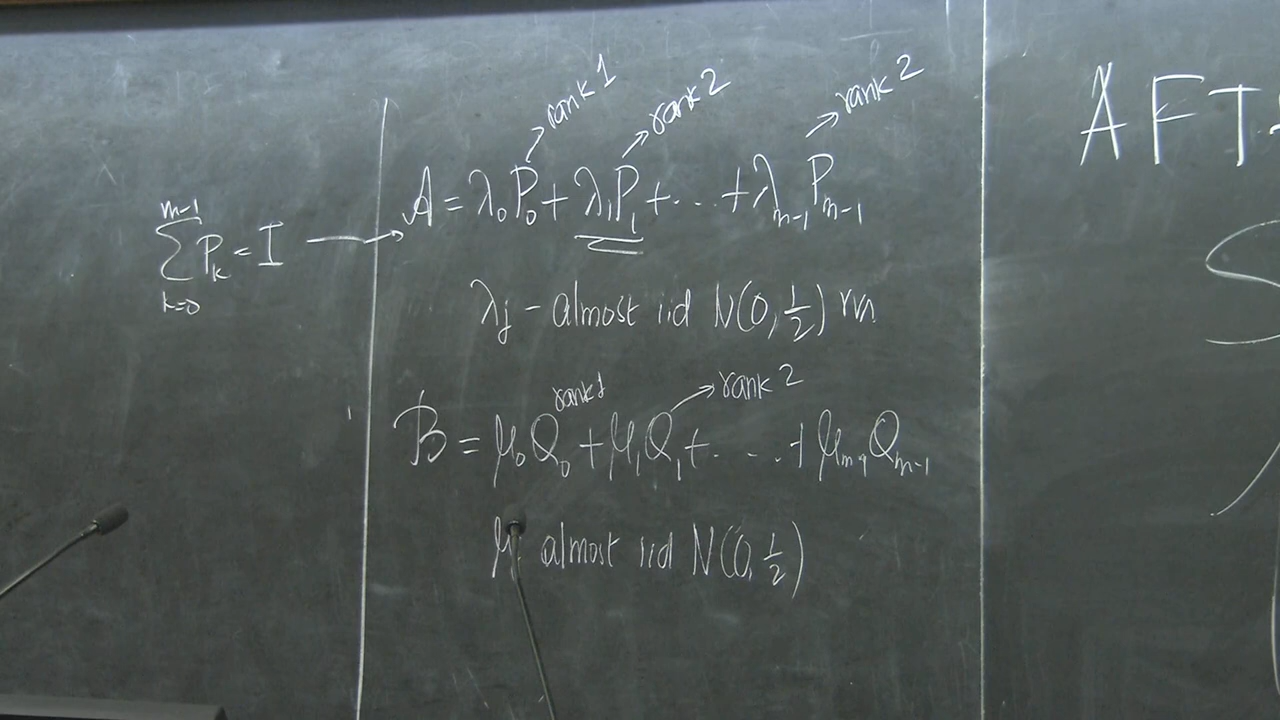 m-1
∑ P_k = I →
k=0
rank 1 rank 2 rank 2
A = λ_0 P_0 + λ_1 P_1 + ... + λ_{m-1} P_{m-1}
λ_j - almost iid N(0, 1/2) rvs
rank 1 rank 2
B = μ_0 Q_0 + μ_1 Q_1 + ... + μ_{m-1} Q_{m-1}
almost iid N(0, 1/2)
AFT